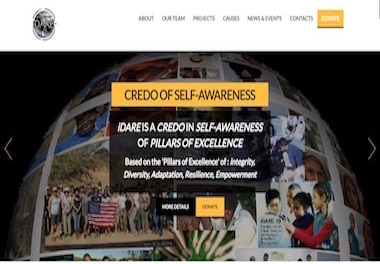 ABOUT OUR TEAM PROJECTS CAUSES NEWS & EVENTS CONTACTS DONATE
CREDO OF SELF-AWARENESS
iDARE IS A CREDO IN SELF-AWARENESS
OF PILLARS OF EXCELLENCE
Based on the 'Pillars of Excellence' of : Integrity,
Diversity, Adaptation, Resilience, Empowerment
MORE DETAILS DONATE